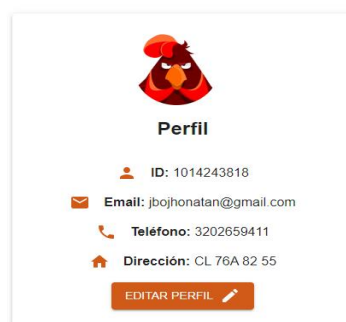 Perfil
ID: 1014243818
Email: jbojhonatan@gmail.com
Teléfono: 3202659411
Dirección: CL 76A 82 55
EDITAR PERFIL